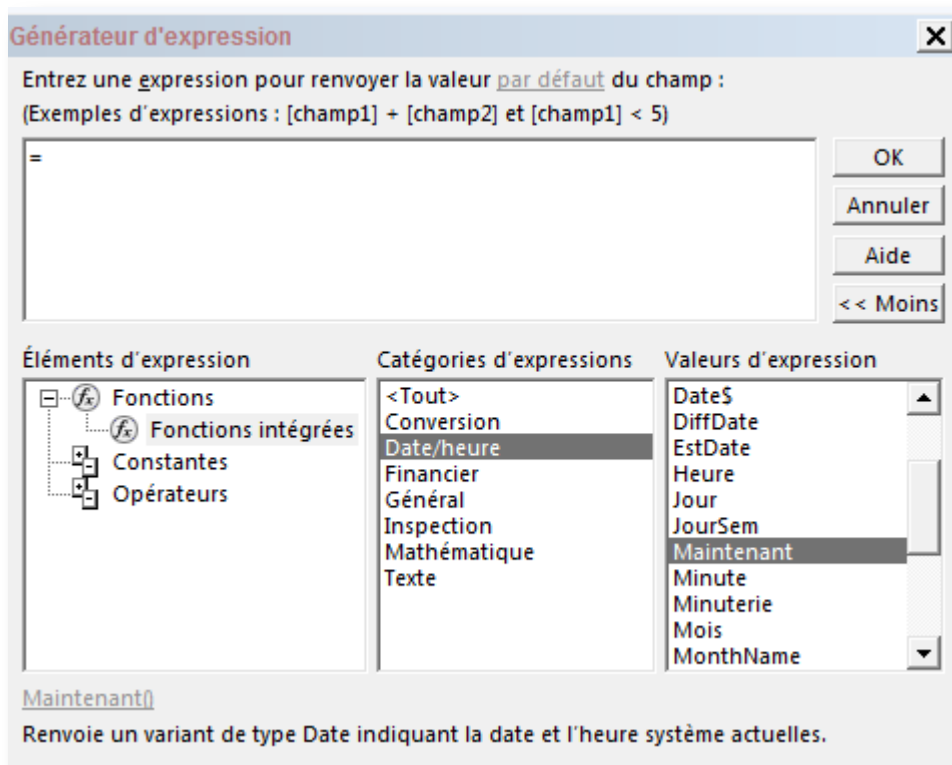 Générateur d'expression
Entrez une expression pour renvoyer la valeur par défaut du champ :
(Exemples d'expressions : [champ1] + [champ2] et [champ1] < 5)
=
OK
Annuler
Aide
<< Moins
Éléments d'expression
Fonctions
Fonctions intégrées
Constantes
Opérateurs
Catégories d'expressions
<Tout>
Conversion
Date/heure
Financier
Général
Inspection
Mathématique
Texte
Valeurs d'expression
Date$
DiffDate
EstDate
Heure
Jour
JourSem
Maintenant
Minute
Minuterie
Mois
MonthName
Maintenant()
Renvoie un variant de type Date indiquant la date et l'heure système actuelles.